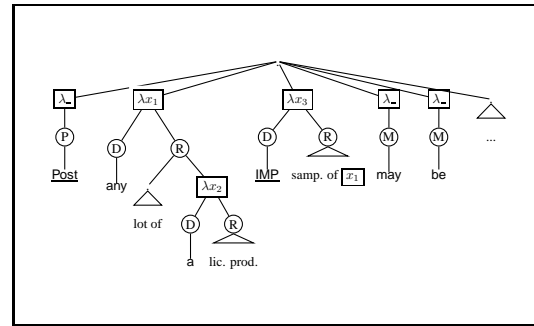 λ_ λx₁ λx₃ λ_ λ_
P D R D R M M ...
Post any lot of λx₂ IMP samp. of x₁ may be
D R
a lic. prod.